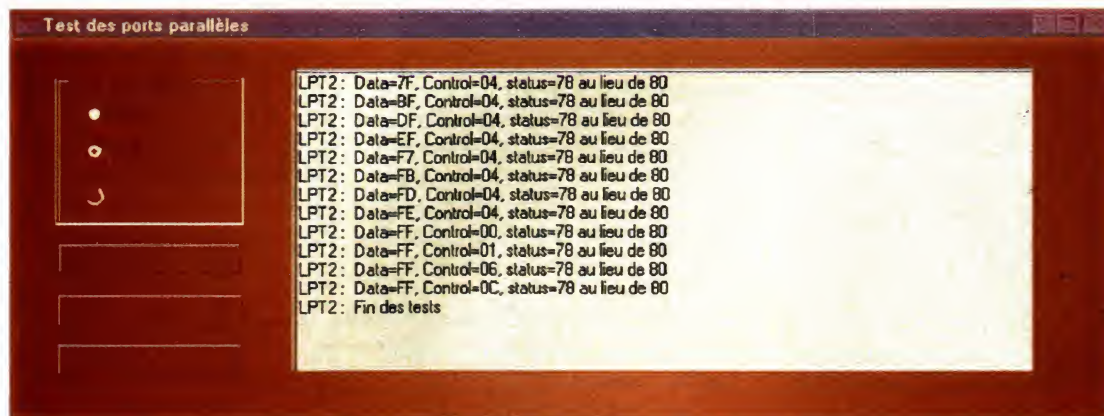 Test des ports parallèles
LPT2 : Data=7F, Control=04, status=78 au lieu de 80
LPT2 : Data=BF, Control=04, status=78 au lieu de 80
LPT2 : Data=DF, Control=04, status=78 au lieu de 80
LPT2 : Data=EF, Control=04, status=78 au lieu de 80
LPT2 : Data=F7, Control=04, status=78 au lieu de 80
LPT2 : Data=FB, Control=04, status=78 au lieu de 80
LPT2 : Data=FD, Control=04, status=78 au lieu de 80
LPT2 : Data=FE, Control=04, status=78 au lieu de 80
LPT2 : Data=FF, Control=00, status=78 au lieu de 80
LPT2 : Data=FF, Control=01, status=78 au lieu de 80
LPT2 : Data=FF, Control=06, status=78 au lieu de 80
LPT2 : Data=FF, Control=0C, status=78 au lieu de 80
LPT2 : Fin des tests